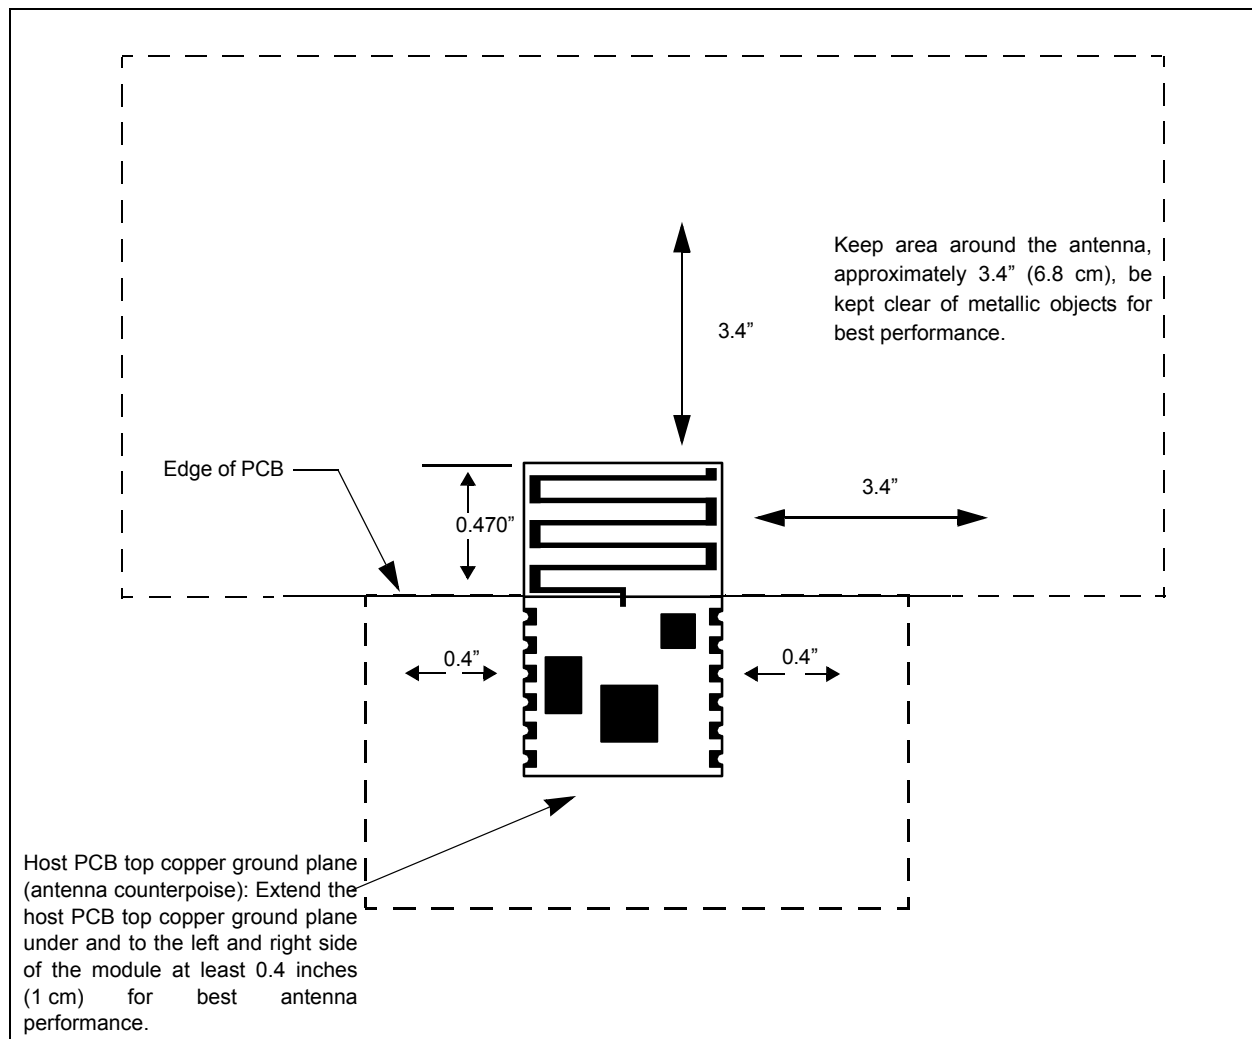 Keep area around the antenna,
approximately 3.4” (6.8 cm), be
kept clear of metallic objects for
best performance.
3.4”
Edge of PCB
0.470”
3.4”
0.4”
0.4”
Host PCB top copper ground plane
(antenna counterpoise): Extend the
host PCB top copper ground plane
under and to the left and right side
of the module at least 0.4 inches
(1 cm) for best antenna
performance.